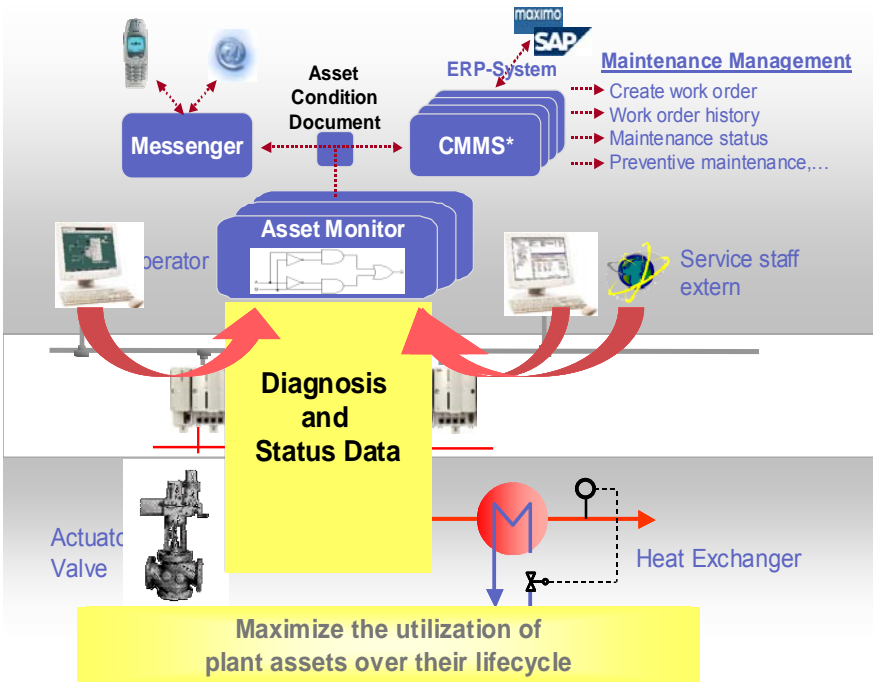 maximo
SAP
ERP-System
Maintenance Management
Asset
Condition
Document
Create work order
Work order history
Maintenance status
Preventive maintenance,...
Messenger
CMMS*
Asset Monitor
perator
Service staff
extern
Diagnosis
and
Status Data
Actuato
Valve
Heat Exchanger
Maximize the utilization of
plant assets over their lifecycle